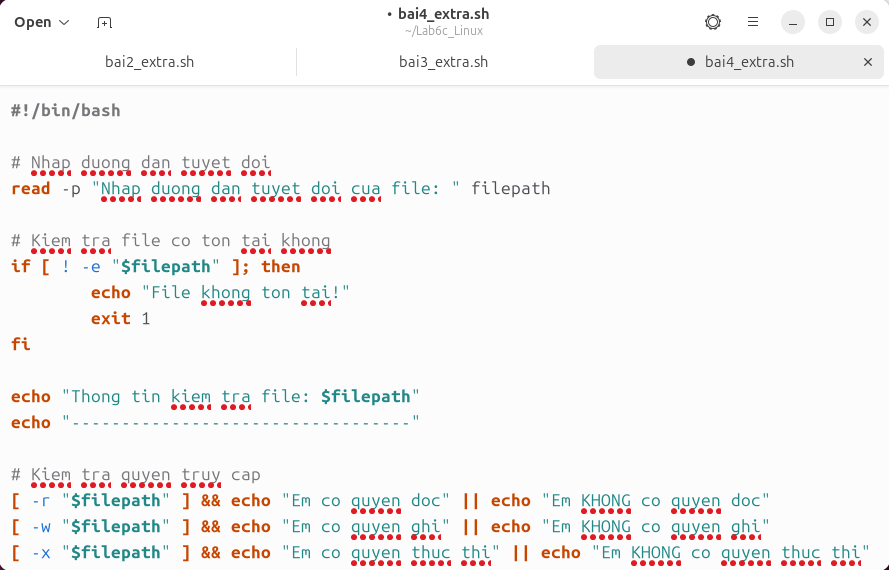 Open
• bai4_extra.sh
~/Lab6c_Linux
bai2_extra.sh
bai3_extra.sh
● bai4_extra.sh ×
#!/bin/bash
# Nhap duong dan tuyet doi
read -p "Nhap duong dan tuyet doi cua file: " filepath
# Kiem tra file co ton tai khong
if [ ! -e "$filepath" ]; then
echo "File khong ton tai!"
exit 1
fi
echo "Thong tin kiem tra file: $filepath"
echo "----------------------------------"
# Kiem tra quyen truy cap
[ -r "$filepath" ] && echo "Em co quyen doc" || echo "Em KHONG co quyen doc"
[ -w "$filepath" ] && echo "Em co quyen ghi" || echo "Em KHONG co quyen ghi"
[ -x "$filepath" ] && echo "Em co quyen thuc thi" || echo "Em KHONG co quyen thuc thi"